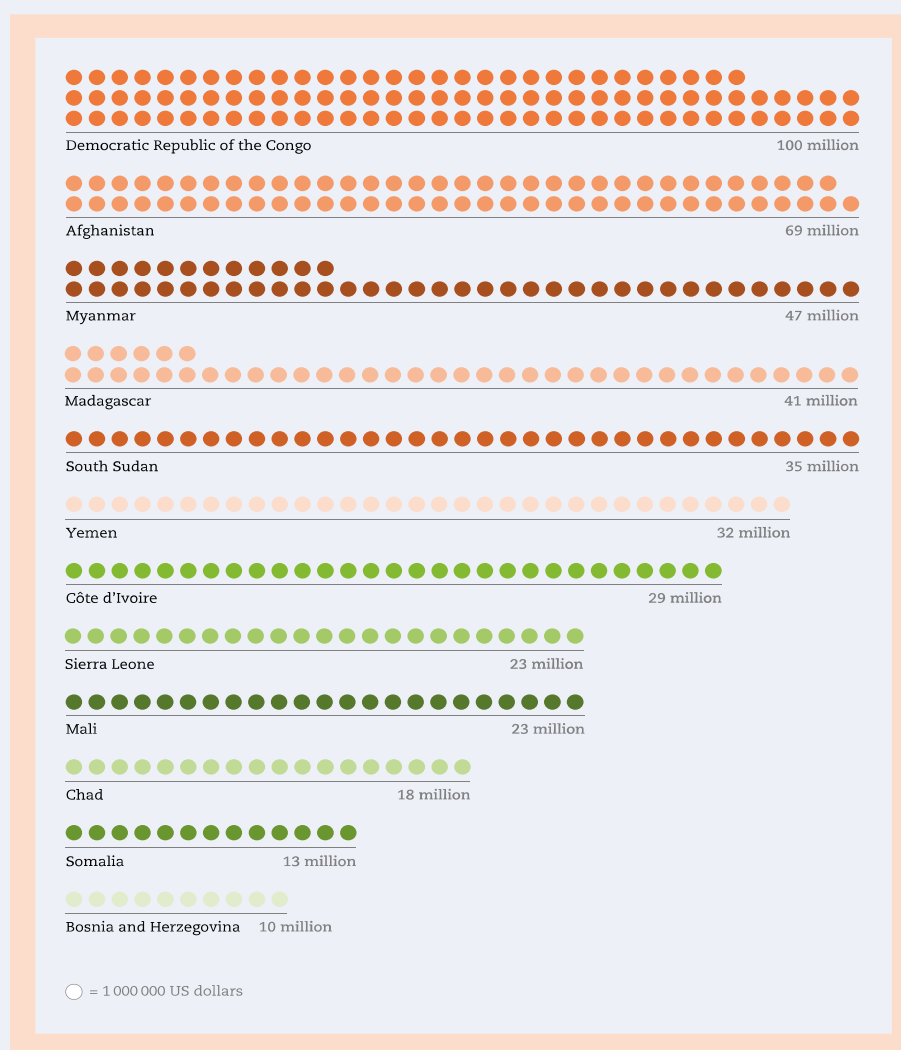 Democratic Republic of the Congo 100 million
Afghanistan 69 million
Myanmar 47 million
Madagascar 41 million
South Sudan 35 million
Yemen 32 million
Côte d’Ivoire 29 million
Sierra Leone 23 million
Mali 23 million
Chad 18 million
Somalia 13 million
Bosnia and Herzegovina 10 million
= 1 000 000 US dollars